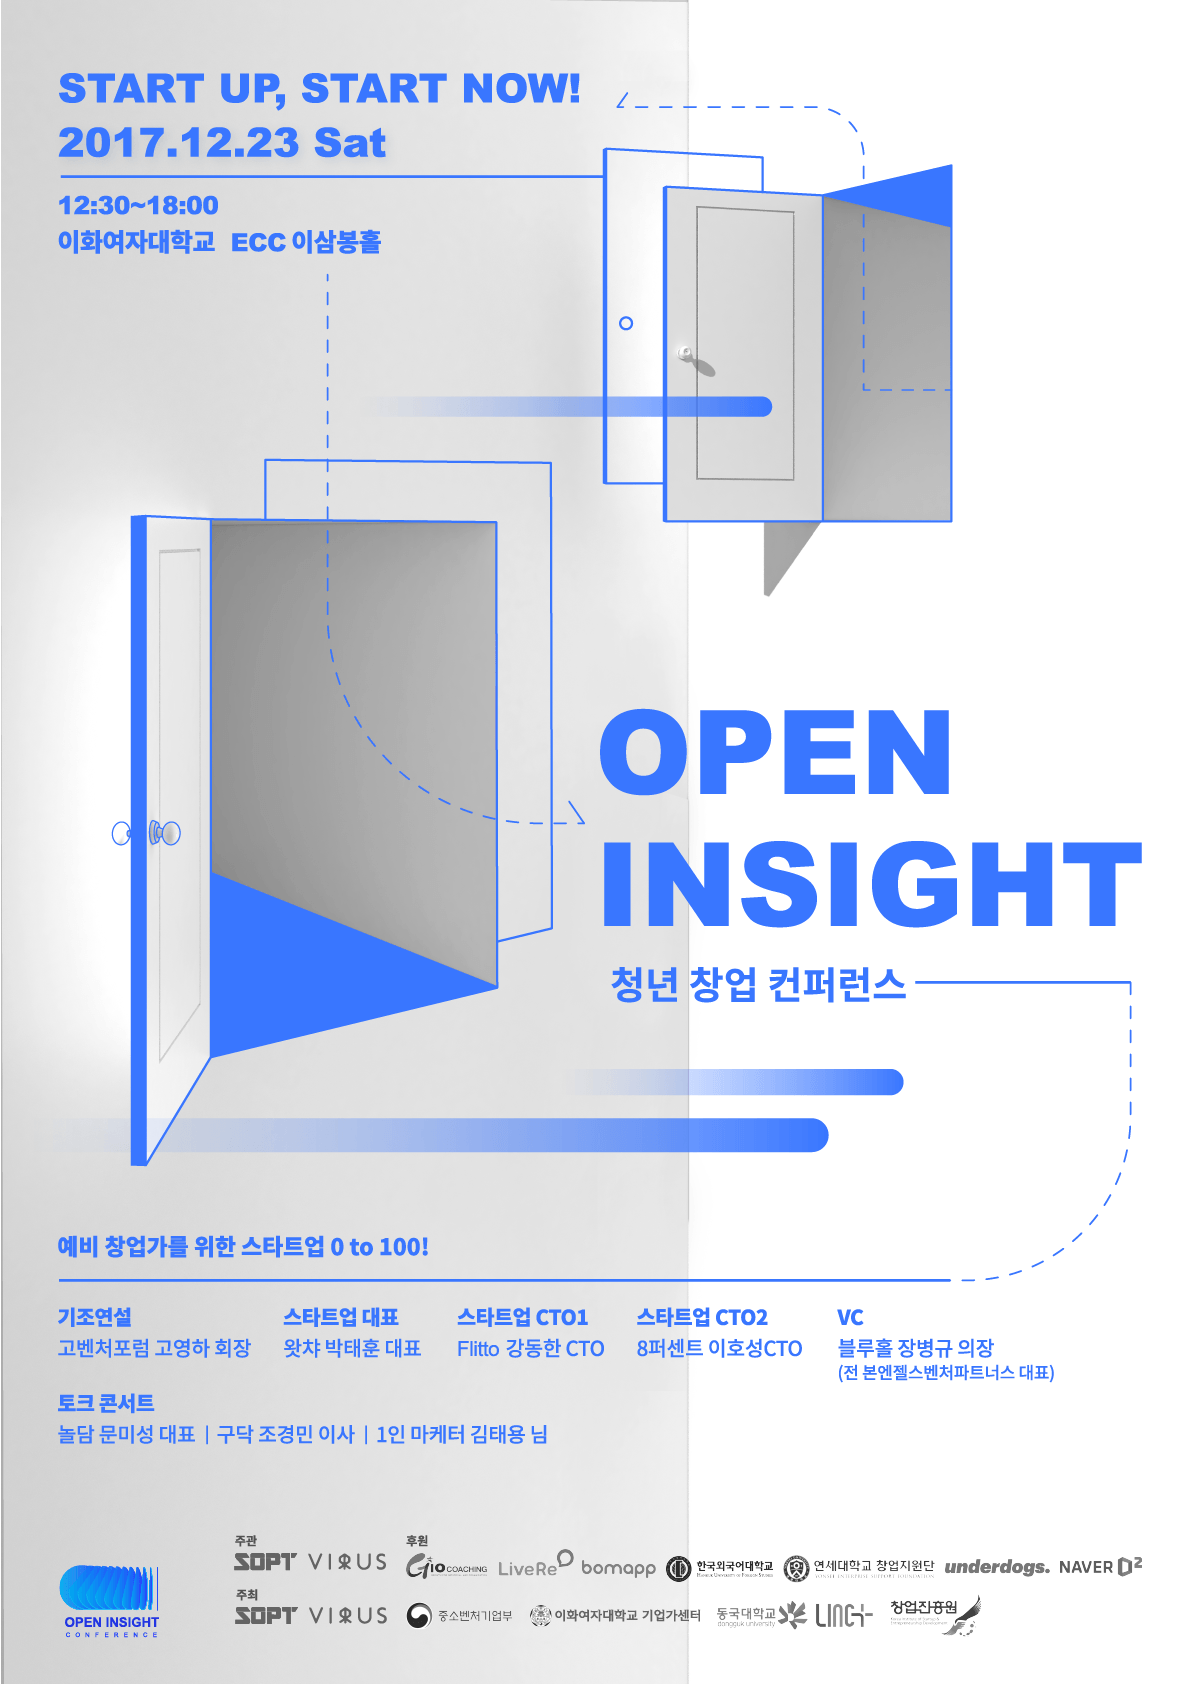 START UP, START NOW!
2017.12.23 Sat
12:30~18:00
이화여자대학교 ECC 이삼봉홀
OPEN
INSIGHT
청년 창업 컨퍼런스
예비 창업가를 위한 스타트업 0 to 100!
기조연설
고벤처포럼 고영하 회장
스타트업 대표
왓챠 박태훈 대표
스타트업 CTO1
Flitto 강동한 CTO
스타트업 CTO2
8퍼센트 이호성CTO
VC
블루홀 장병규 의장
(전 본엔젤스벤처파트너스 대표)
토크 콘서트
놀담 문미성 대표 | 구닥 조경민 이사 | 1인 마케터 김태용 님
OPEN INSIGHT
CONFERENCE
주관
SOPT VIRUS
주최
SOPT VIRUS
후원
Gio COACHING LiveRe bomapp 한국외국어대학교 연세대학교 창업지원단 underdogs. NAVER D2
중소벤처기업부 이화여자대학교 기업가센터 동국대학교 dongguk university LINC+ 창업진흥원